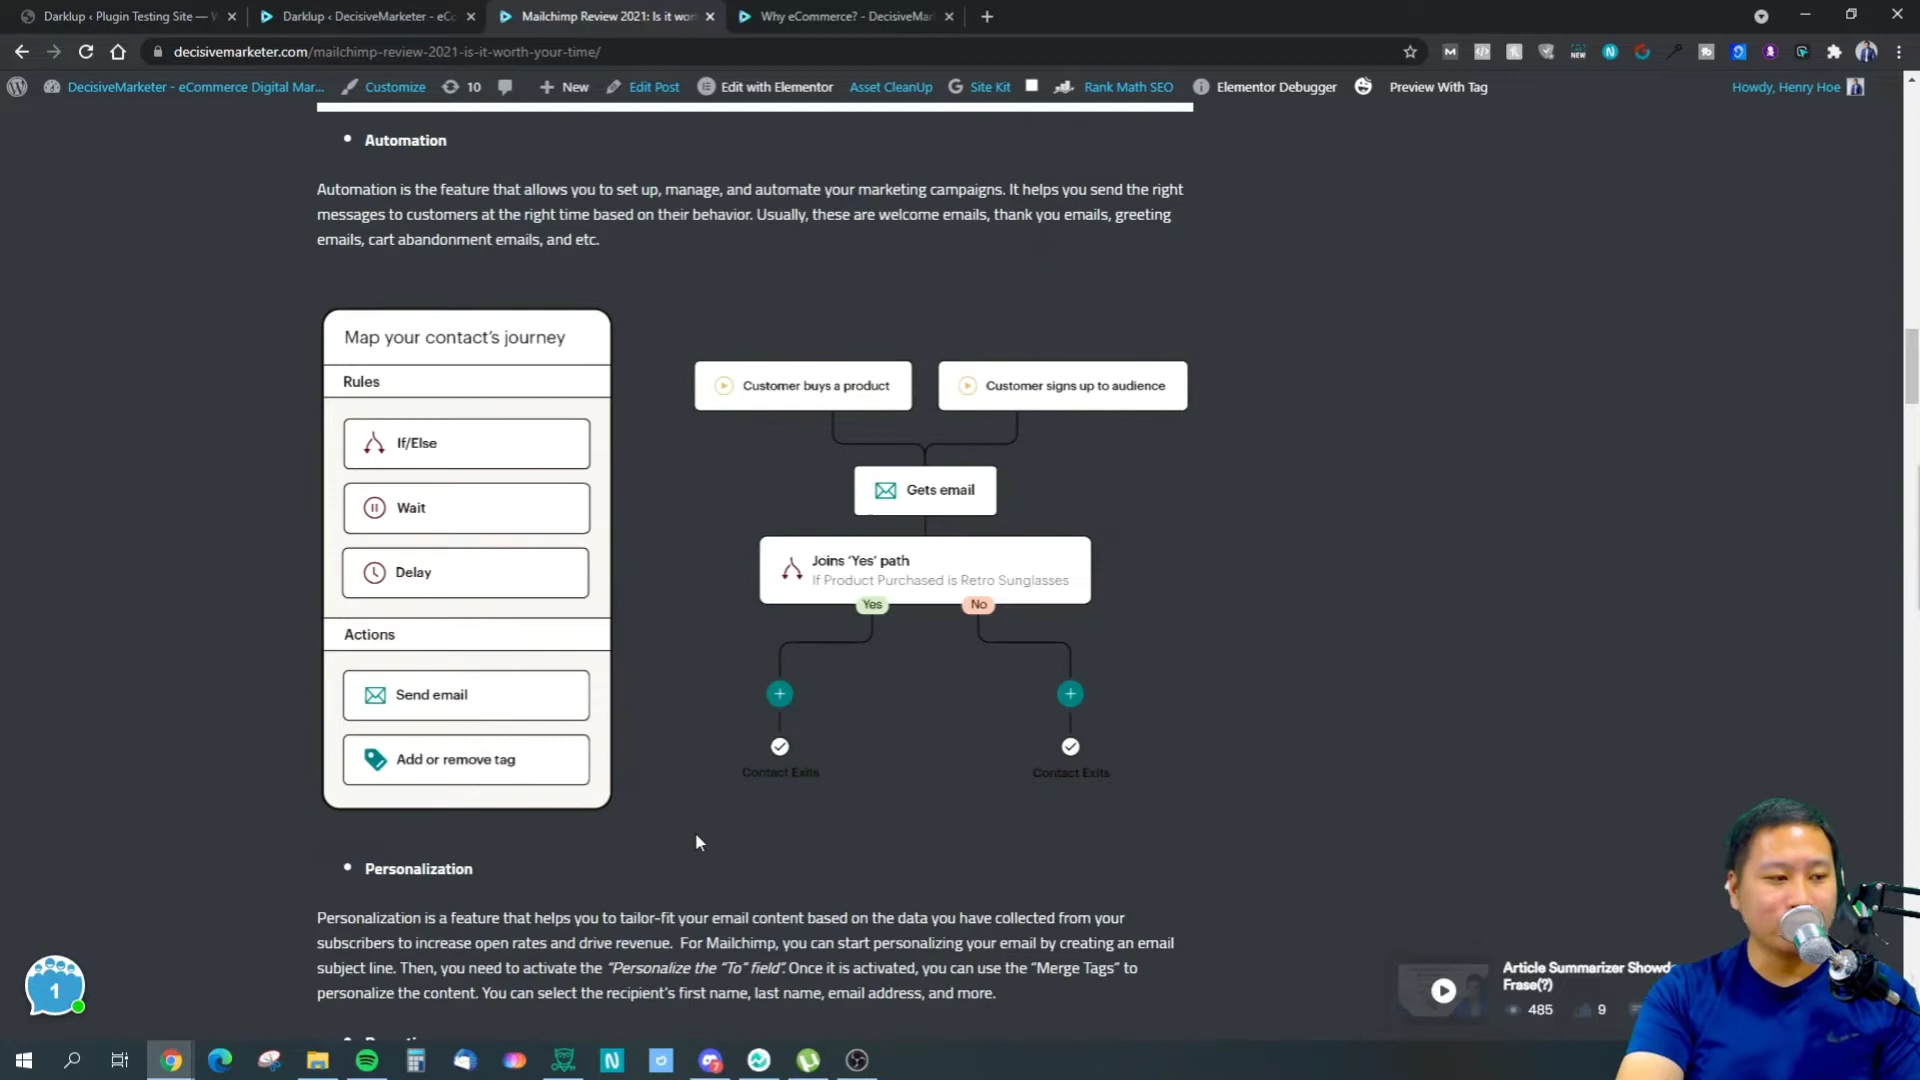 Darklup ‹ Plugin Testing Site —
Darklup ‹ DecisiveMarketer - eCo
Mailchimp Review 2021: Is it wor
Why eCommerce? - DecisiveMar
decisivemarketer.com/mailchimp-review-2021-is-it-worth-your-time/
DecisiveMarketer - eCommerce Digital Mar...
Customize
10
New
Edit Post
Edit with Elementor
Asset CleanUp
Site Kit
Rank Math SEO
Elementor Debugger
Preview With Tag
Howdy, Henry Hoe
Automation
Automation is the feature that allows you to set up, manage, and automate your marketing campaigns. It helps you send the right
messages to customers at the right time based on their behavior. Usually, these are welcome emails, thank you emails, greeting
emails, cart abandonment emails, and etc.
Map your contact's journey
Rules
If/Else
Wait
Delay
Actions
Send email
Add or remove tag
Customer buys a product
Customer signs up to audience
Gets email
Joins 'Yes' path
If Product Purchased is Retro Sunglasses
Yes
No
Contact Exits
Contact Exits
Personalization
Personalization is a feature that helps you to tailor-fit your email content based on the data you have collected from your
subscribers to increase open rates and drive revenue. For Mailchimp, you can start personalizing your email by creating an email
subject line. Then, you need to activate the "Personalize the "To" field". Once it is activated, you can use the "Merge Tags" to
personalize the content. You can select the recipient's first name, last name, email address, and more.
1
Article Summarizer Showd
Frase(?)
485
9